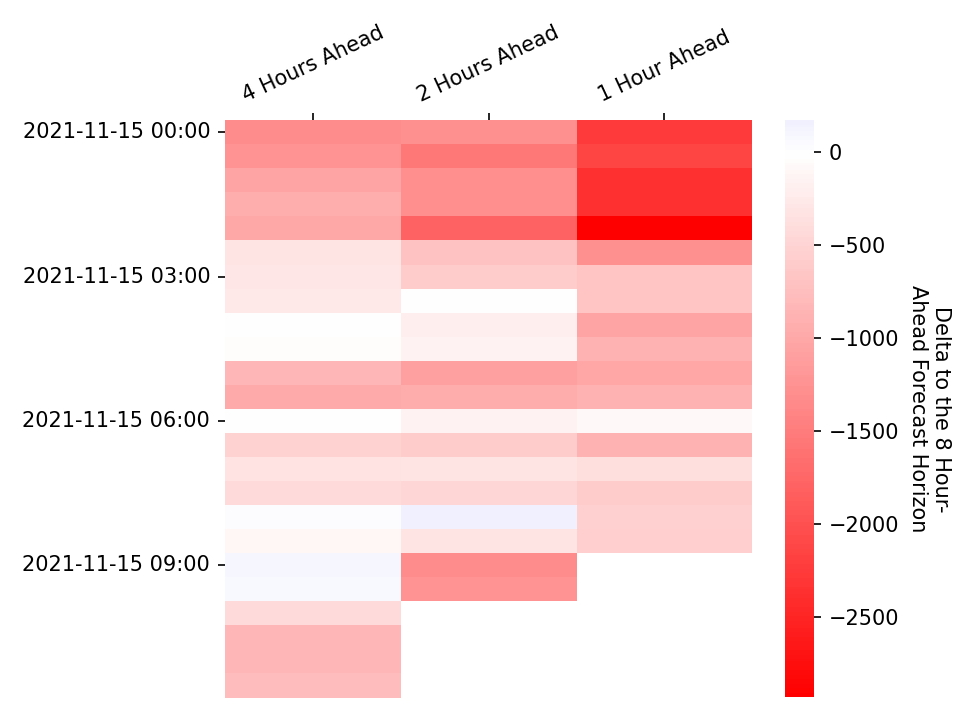 4 Hours Ahead
2 Hours Ahead
1 Hour Ahead
2021-11-15 00:00
2021-11-15 03:00
2021-11-15 06:00
2021-11-15 09:00
0
−500
−1000
−1500
−2000
−2500
Delta to the 8 Hour-
Ahead Forecast Horizon